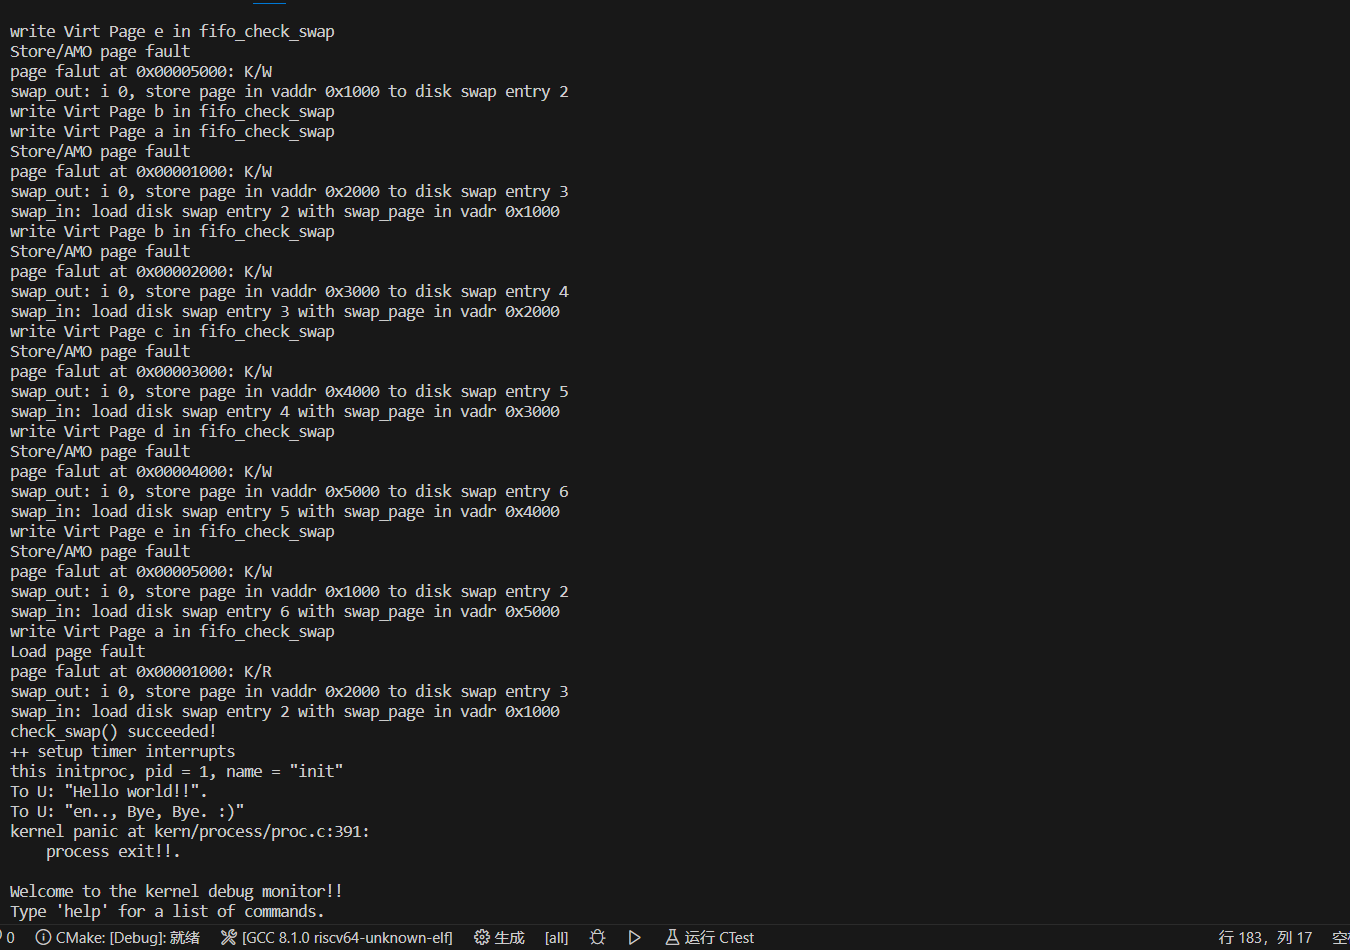 write Virt Page e in fifo_check_swap
Store/AMO page fault
page falut at 0x00005000: K/W
swap_out: i 0, store page in vaddr 0x1000 to disk swap entry 2
write Virt Page b in fifo_check_swap
write Virt Page a in fifo_check_swap
Store/AMO page fault
page falut at 0x00001000: K/W
swap_out: i 0, store page in vaddr 0x2000 to disk swap entry 3
swap_in: load disk swap entry 2 with swap_page in vadr 0x1000
write Virt Page b in fifo_check_swap
Store/AMO page fault
page falut at 0x00002000: K/W
swap_out: i 0, store page in vaddr 0x3000 to disk swap entry 4
swap_in: load disk swap entry 3 with swap_page in vadr 0x2000
write Virt Page c in fifo_check_swap
Store/AMO page fault
page falut at 0x00003000: K/W
swap_out: i 0, store page in vaddr 0x4000 to disk swap entry 5
swap_in: load disk swap entry 4 with swap_page in vadr 0x3000
write Virt Page d in fifo_check_swap
Store/AMO page fault
page falut at 0x00004000: K/W
swap_out: i 0, store page in vaddr 0x5000 to disk swap entry 6
swap_in: load disk swap entry 5 with swap_page in vadr 0x4000
write Virt Page e in fifo_check_swap
Store/AMO page fault
page falut at 0x00005000: K/W
swap_out: i 0, store page in vaddr 0x1000 to disk swap entry 2
swap_in: load disk swap entry 6 with swap_page in vadr 0x5000
write Virt Page a in fifo_check_swap
Load page fault
page falut at 0x00001000: K/R
swap_out: i 0, store page in vaddr 0x2000 to disk swap entry 3
swap_in: load disk swap entry 2 with swap_page in vadr 0x1000
check_swap() succeeded!
++ setup timer interrupts
this initproc, pid = 1, name = "init"
To U: "Hello world!!".
To U: "en.., Bye, Bye. :)"
kernel panic at kern/process/proc.c:391:
    process exit!!.
Welcome to the kernel debug monitor!!
Type 'help' for a list of commands.
0 CMake: [Debug]: 就绪 [GCC 8.1.0 riscv64-unknown-elf] 生成 [all] 运行 CTest 行 183，列 17